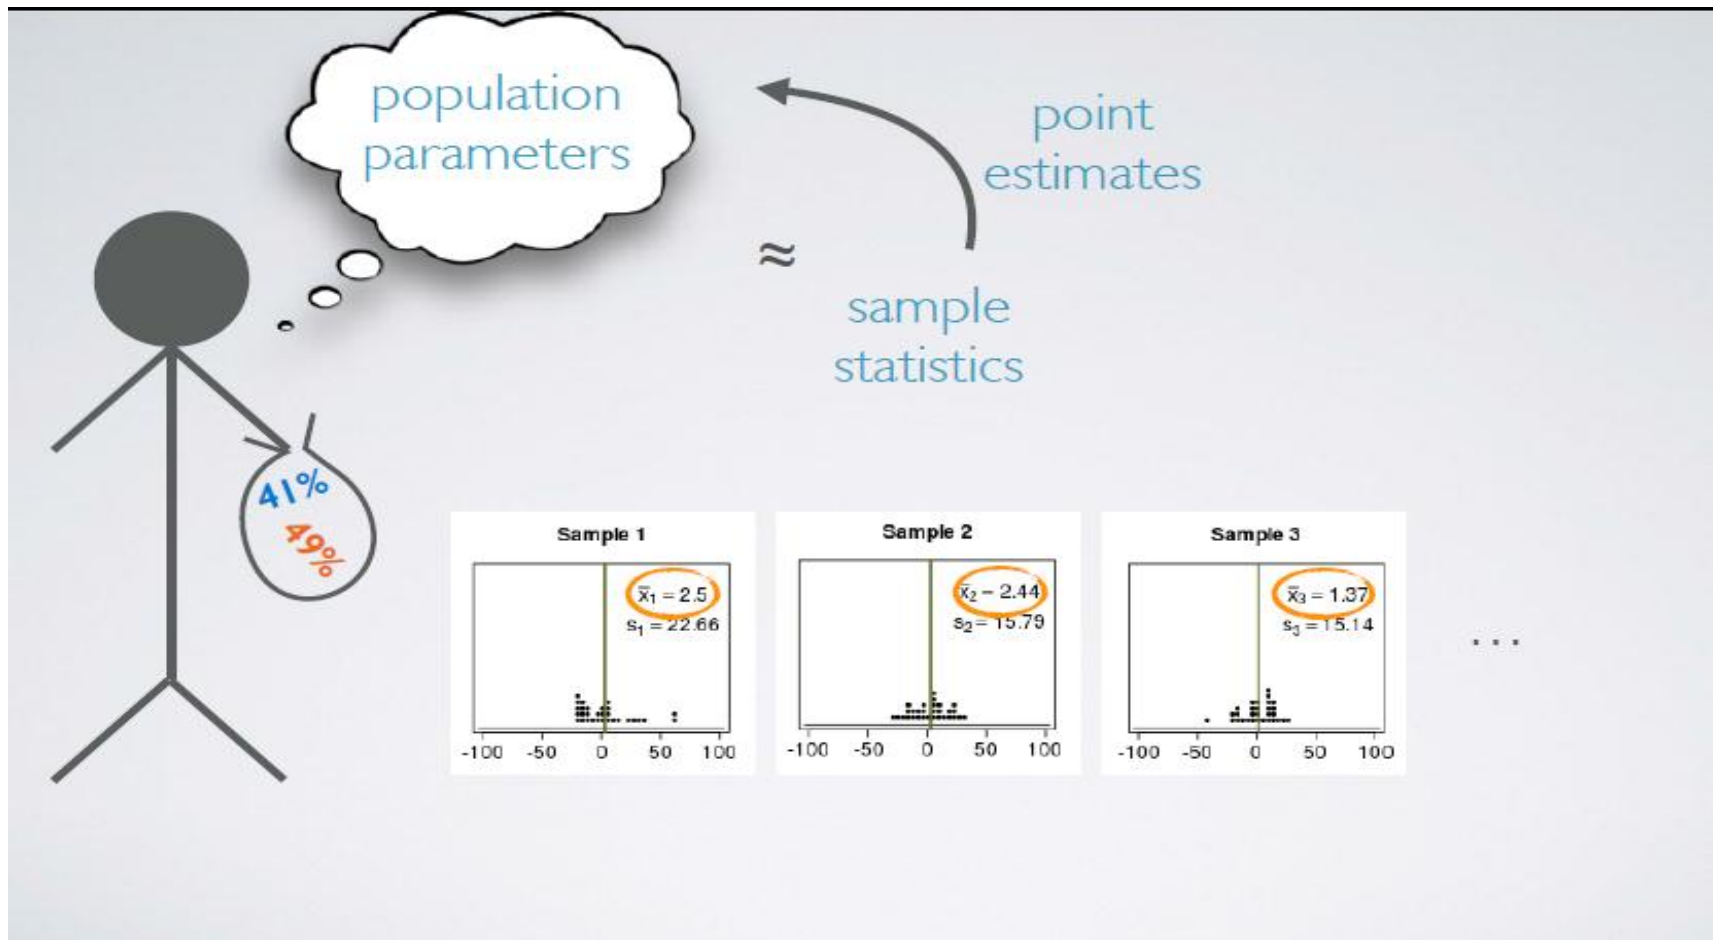 population
parameters
point
estimates
≈
sample
statistics
41%
49%
Sample 1
x̄₁ = 2.5
s₁ = 22.66
-100 -50 0 50 100
Sample 2
x̄₂ = 2.44
s₂ = 15.79
-100 -50 0 50 100
Sample 3
x̄₃ = 1.37
s₃ = 15.14
-100 -50 0 50 100
...